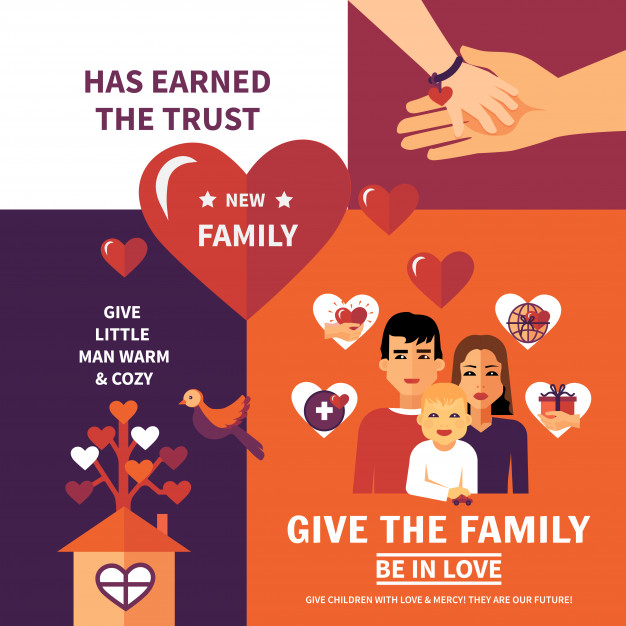 HAS EARNED
THE TRUST
NEW
FAMILY
GIVE
LITTLE
MAN WARM
& COZY
GIVE THE FAMILY
BE IN LOVE
GIVE CHILDREN WITH LOVE & MERCY! THEY ARE OUR FUTURE!